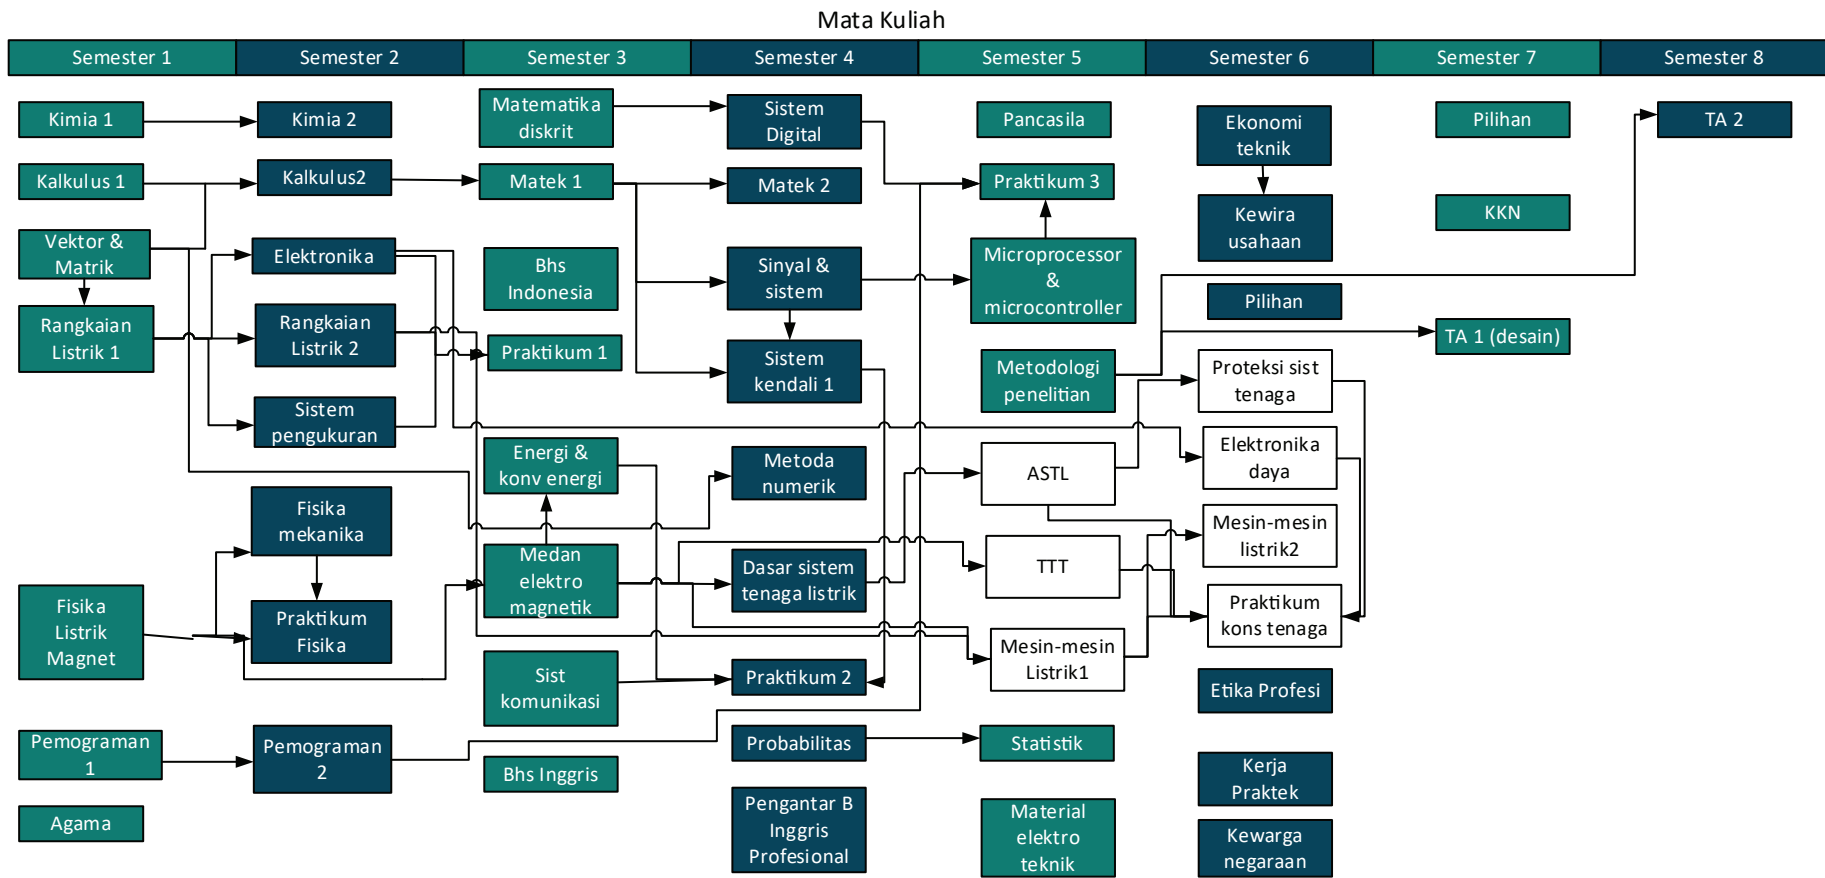 Mata Kuliah
Semester 1
Semester 2
Semester 3
Semester 4
Semester 5
Semester 6
Semester 7
Semester 8
Kimia 1
Kalkulus 1
Vektor &
Matrik
Rangkaian
Listrik 1
Fisika
Listrik
Magnet
Pemograman
1
Agama
Kimia 2
Kalkulus2
Elektronika
Rangkaian
Listrik 2
Sistem
pengukuran
Fisika
mekanika
Praktikum
Fisika
Pemograman
2
Matematika
diskrit
Matek 1
Bhs
Indonesia
Praktikum 1
Energi &
konv energi
Medan
elektro
magnetik
Sist
komunikasi
Bhs Inggris
Sistem
Digital
Matek 2
Sinyal &
sistem
Sistem
kendali 1
Metoda
numerik
Dasar sistem
tenaga listrik
Praktikum 2
Probabilitas
Pengantar B
Inggris
Profesional
Pancasila
Praktikum 3
Microprocessor
&
microcontroller
Metodologi
penelitian
ASTL
TTT
Mesin-mesin
Listrik1
Statistik
Material
elektro
teknik
Ekonomi
teknik
Kewira
usahaan
Pilihan
Proteksi sist
tenaga
Elektronika
daya
Mesin-mesin
listrik2
Praktikum
kons tenaga
Etika Profesi
Kerja
Praktek
Kewarga
negaraan
Pilihan
KKN
TA 1 (desain)
TA 2